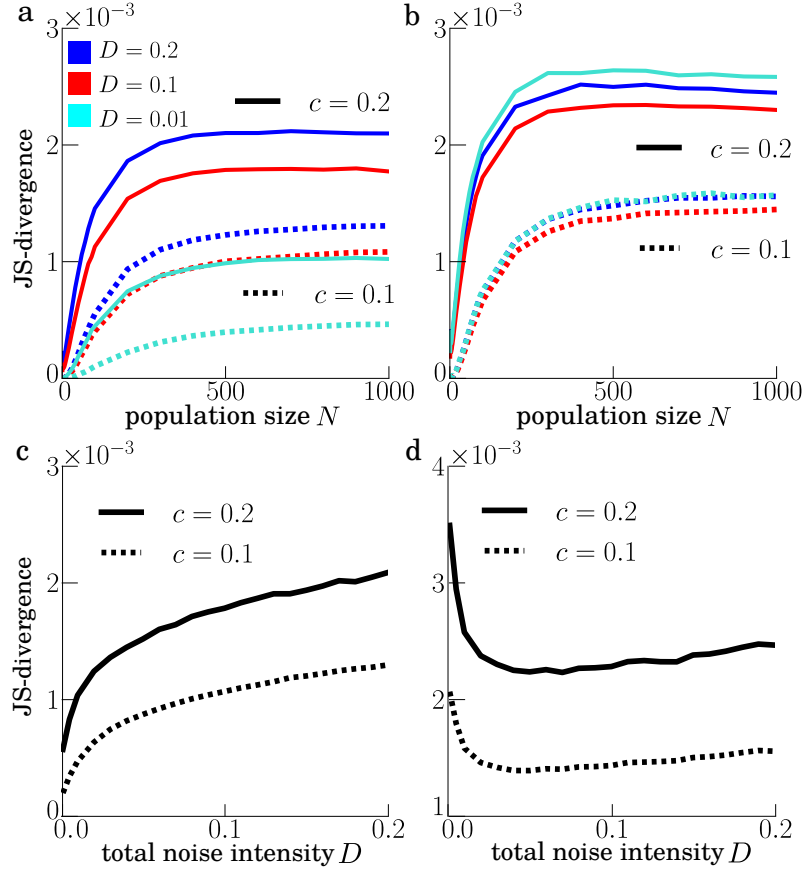 a
3 ×10⁻³
D = 0.2
D = 0.1
D = 0.01
c = 0.2
c = 0.1
2
1
0
JS-divergence
0
500
1000
population size N
b
3 ×10⁻³
c = 0.2
c = 0.1
2
1
0
0
500
1000
population size N
c
3 ×10⁻³
c = 0.2
c = 0.1
2
1
0
JS-divergence
0.0
0.1
0.2
total noise intensity D
d
4 ×10⁻³
c = 0.2
c = 0.1
3
2
1
0.0
0.1
0.2
total noise intensity D